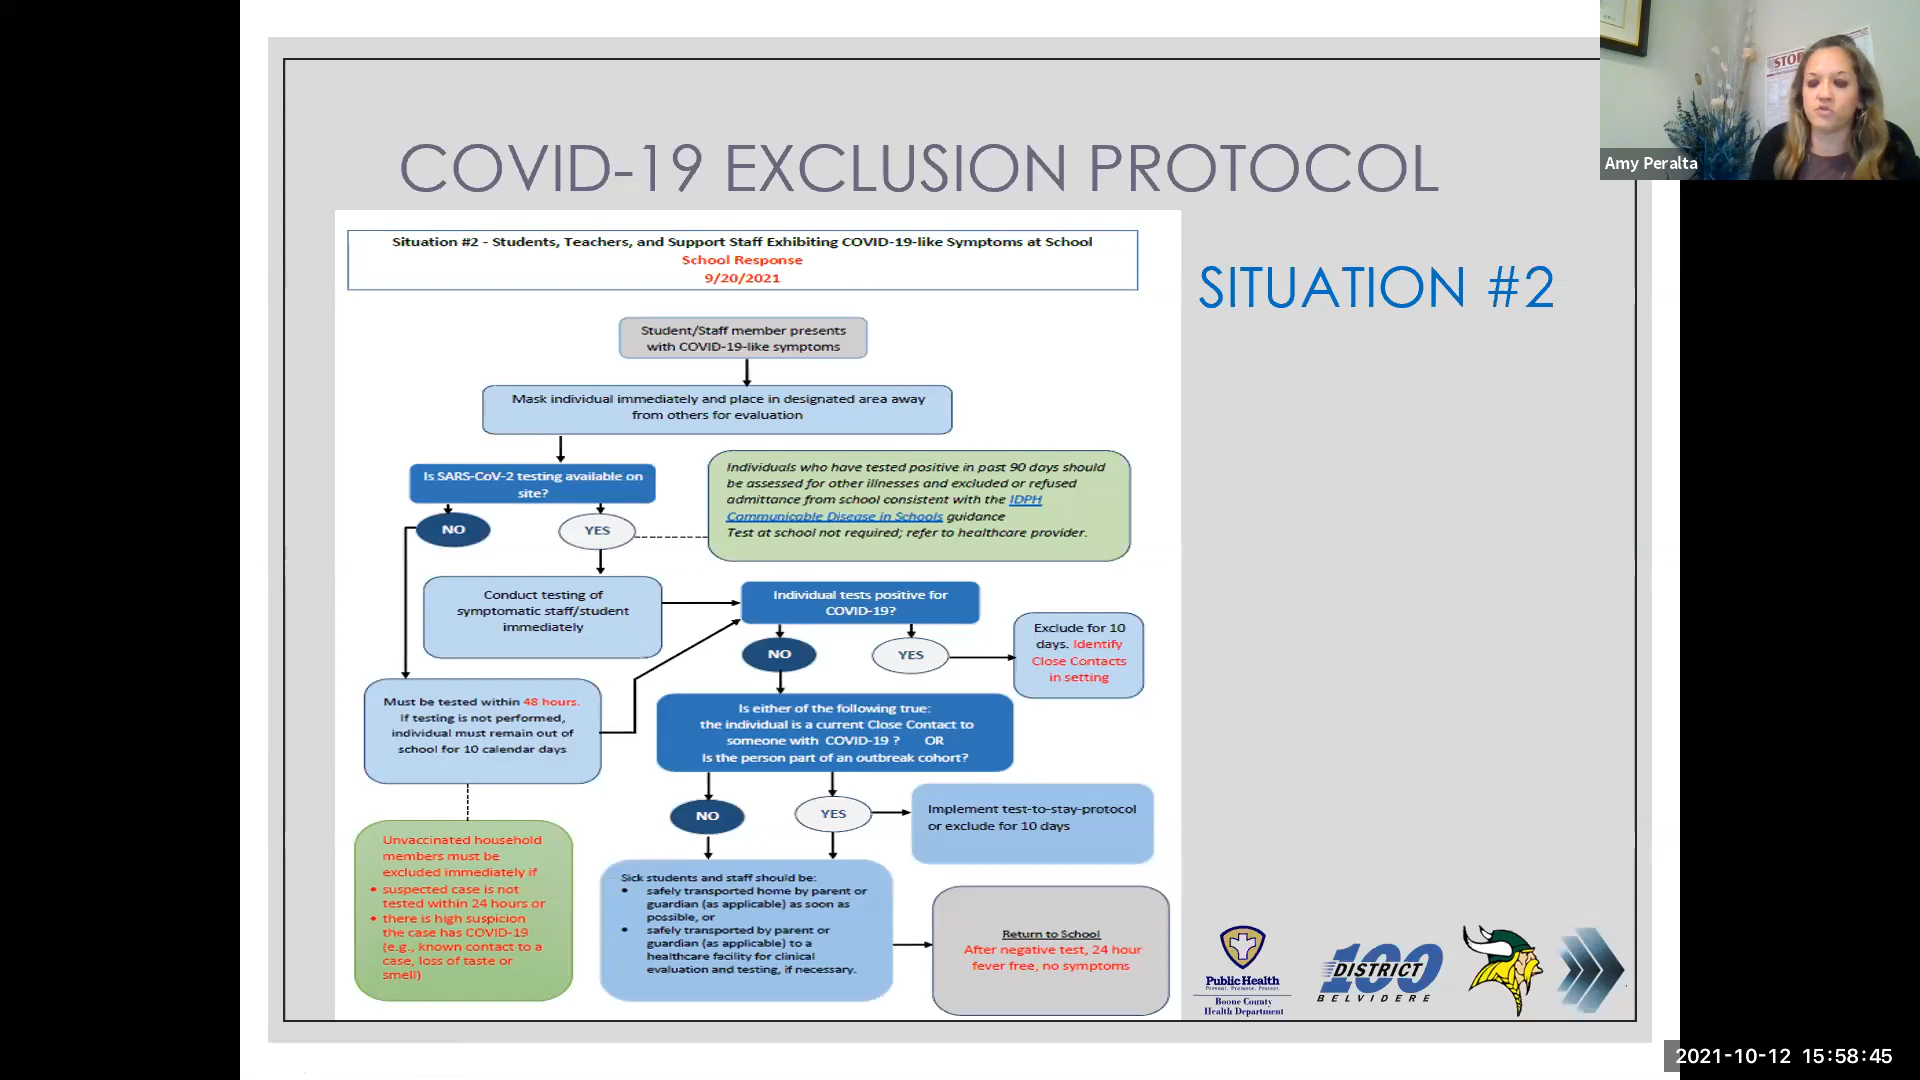 COVID-19 EXCLUSION PROTOCOL
STOP
Amy Peralta
Situation #2 - Students, Teachers, and Support Staff Exhibiting COVID-19-like Symptoms at School
School Response
9/20/2021
SITUATION #2
Student/Staff member presents
with COVID-19-like symptoms
Mask individual immediately and place in designated area away
from others for evaluation
Is SARS-CoV-2 testing available on
site?
NO
YES
Individuals who have tested positive in past 90 days should
be assessed for other illnesses and excluded or refused
admittance from school consistent with the IDPH
Communicable Disease in Schools guidance
Test at school not required; refer to healthcare provider.
Conduct testing of
symptomatic staff/student
immediately
Individual tests positive for
COVID-19?
NO
YES
Exclude for 10
days. Identify
Close Contacts
in setting
Must be tested within 48 hours.
If testing is not performed,
individual must remain out of
school for 10 calendar days
Is either of the following true:
the individual is a current Close Contact to
someone with COVID-19 ? OR
Is the person part of an outbreak cohort?
NO
YES
Implement test-to-stay-protocol
or exclude for 10 days
Unvaccinated household
members must be
excluded immediately if
• suspected case is not
tested within 24 hours or
• there is high suspicion
the case has COVID-19
(e.g., known contact to a
case, loss of taste or
smell)
Sick students and staff should be:
• safely transported home by parent or
guardian (as applicable) as soon as
possible, or
• safely transported by parent or
guardian (as applicable) to a
healthcare facility for clinical
evaluation and testing, if necessary.
Return to School
After negative test, 24 hour
fever free, no symptoms
Public Health
Prevent. Promote. Protect.
Boone County
Health Department
DISTRICT 100
BELVIDERE
2021-10-12 15:58:45